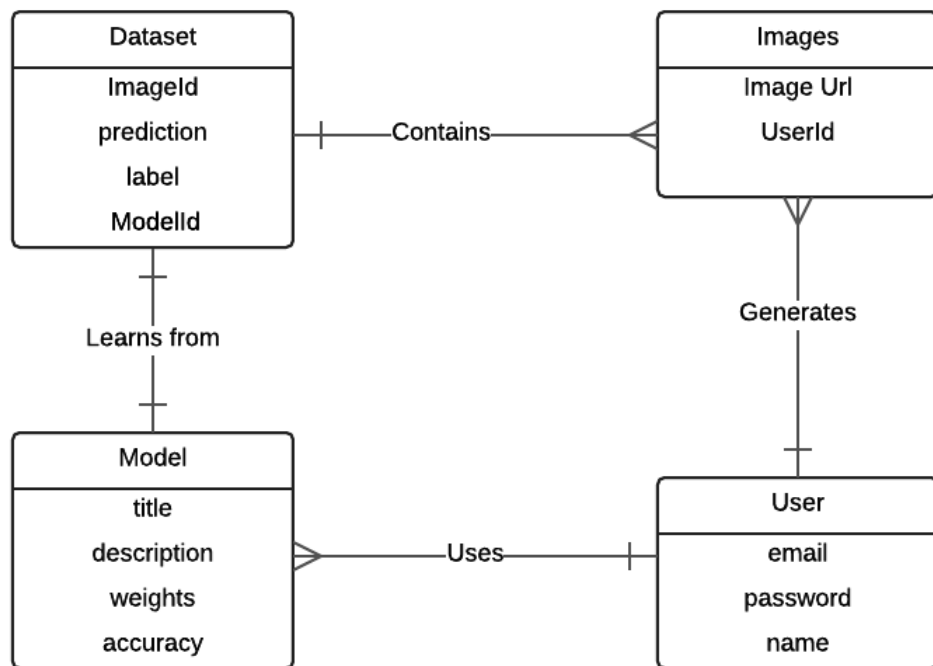 Dataset
ImageId
prediction
label
ModelId
Contains
Images
Image Url
UserId
Learns from
Generates
Model
title
description
weights
accuracy
Uses
User
email
password
name